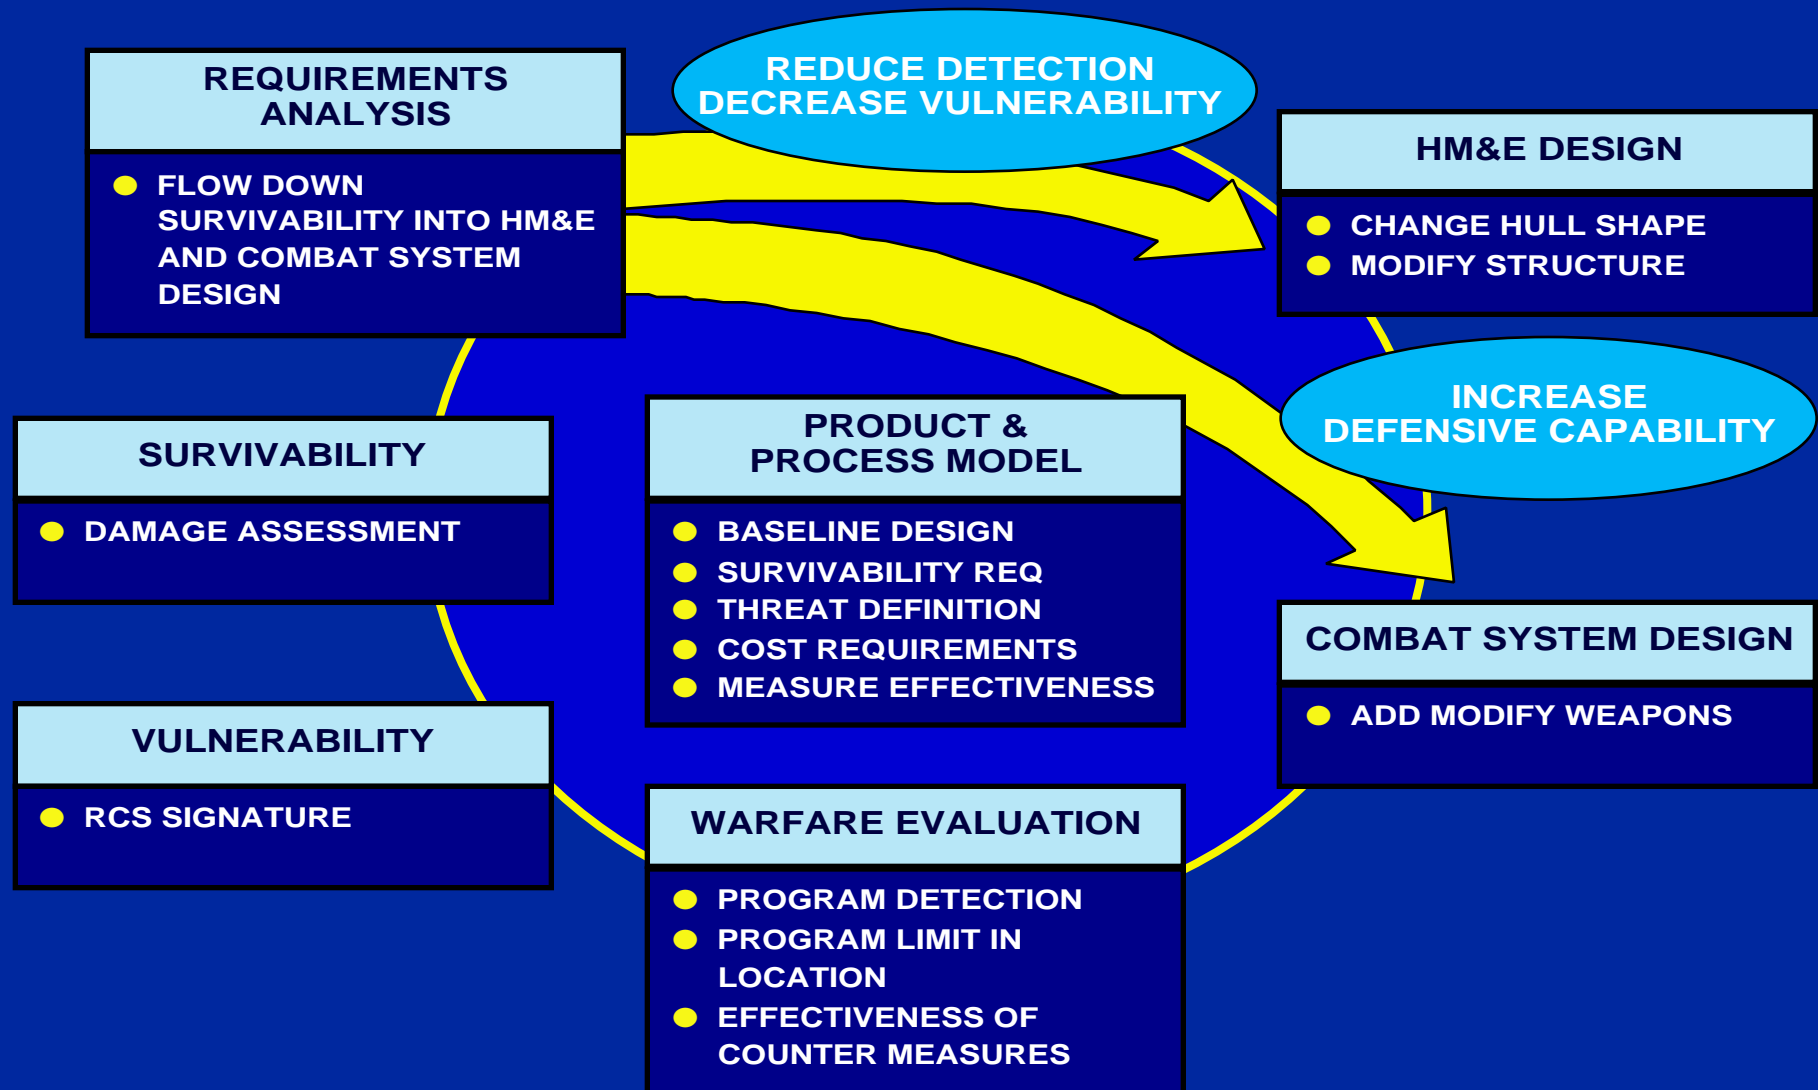 REQUIREMENTS
ANALYSIS
FLOW DOWN
SURVIVABILITY INTO HM&E
AND COMBAT SYSTEM
DESIGN
REDUCE DETECTION
DECREASE VULNERABILITY
HM&E DESIGN
CHANGE HULL SHAPE
MODIFY STRUCTURE
INCREASE
DEFENSIVE CAPABILITY
SURVIVABILITY
DAMAGE ASSESSMENT
PRODUCT &
PROCESS MODEL
BASELINE DESIGN
SURVIVABILITY REQ
THREAT DEFINITION
COST REQUIREMENTS
MEASURE EFFECTIVENESS
COMBAT SYSTEM DESIGN
ADD MODIFY WEAPONS
VULNERABILITY
RCS SIGNATURE
WARFARE EVALUATION
PROGRAM DETECTION
PROGRAM LIMIT IN
LOCATION
EFFECTIVENESS OF
COUNTER MEASURES